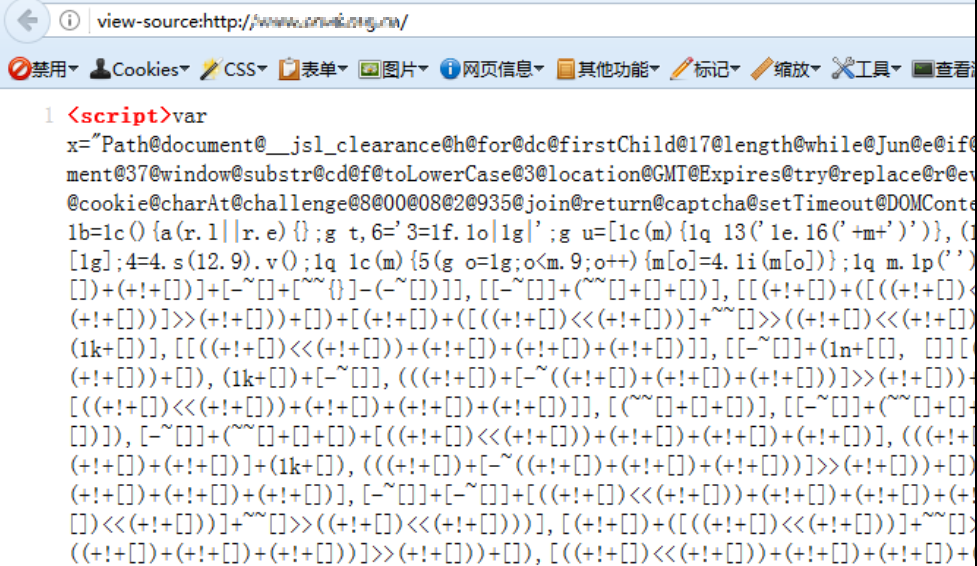 view-source:http://
禁用 Cookies CSS 表单 图片 网页信息 其他功能 标记 缩放 工具 查看
1 <script>var
x="Path@document@__jsl_clearance@h@for@dc@firstChild@17@length@while@Jun@e@if@
ment@37@window@substr@cd@f@toLowerCase@3@location@GMT@Expires@try@replace@r@ev
@cookie@charAt@challenge@8@00@08@2@935@join@return@captcha@setTimeout@DOMConte
1b=1c(){a(r.l||r.e){};g t,6='3=1f.1o|1g|';g u=[1c(m){1q 13('1e.16('+m+')')},(1
[1g];4=4.s(12.9).v();1q 1c(m){5(g o=1g;o<m.9;o++){m[o]=4.1i(m[o])};1q m.1p('')
[])+(+!+[])]+[-~[]+[~~{}]-(-~[])]],[[-~[]]+(~~[]+[]+[])],[[(+!+[])+([((+!+[])<
(+!+[]))]>>(+!+[]))+[])+[(+!+[])+([((+!+[])<<(+!+[]))]+~~[]>>((+!+[])<<(+!+[])
(1k+[])],[[((+!+[])<<(+!+[]))+(+!+[])+(+!+[])+(+!+[])]],[[-~[]]+(1n+[[], []][(
(+!+[]))+[]),(1k+[])+[-~[]],(((+!+[])+[-~((+!+[])+(+!+[])+(+!+[]))]>>(+!+[]))+
[((+!+[])<<(+!+[]))+(+!+[])+(+!+[])+(+!+[])]],[(~~[]+[]+[])],[[-~[]]+(~~[]+[]+
[])]),[-~[]]+(~~[]+[]+[])+[((+!+[])<<(+!+[]))+(+!+[])+(+!+[])+(+!+[])],(((+!+[
(+!+[])+(+!+[])]+(1k+[]),(((+!+[])+[-~((+!+[])+(+!+[])+(+!+[]))]>>(+!+[]))+[])
(+!+[])+(+!+[])+(+!+[])],[-~[]]+[-~[]]+[((+!+[])<<(+!+[]))+(+!+[])+(+!+[])+(+!
[])<<(+!+[]))]+~~[]>>((+!+[])<<(+!+[])))],[(+!+[])+([((+!+[])<<(+!+[]))]+~~[]>
((+!+[])+(+!+[])+(+!+[]))]>>(+!+[]))+[]),[((+!+[])<<(+!+[]))+(+!+[])+(+!+[])+(